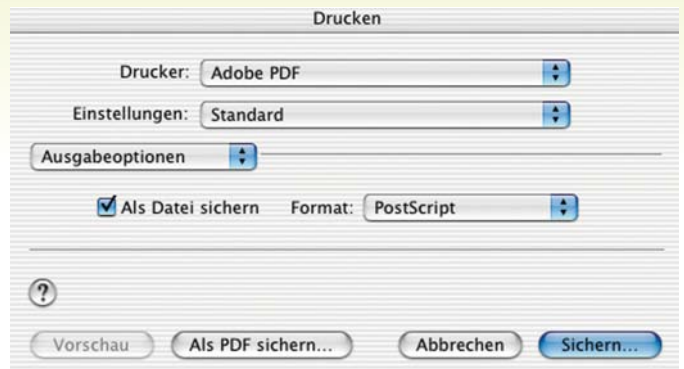 Drucken
Drucker: Adobe PDF
Einstellungen: Standard
Ausgabeoptionen
Als Datei sichern Format: PostScript
?
Vorschau Als PDF sichern... Abbrechen Sichern...